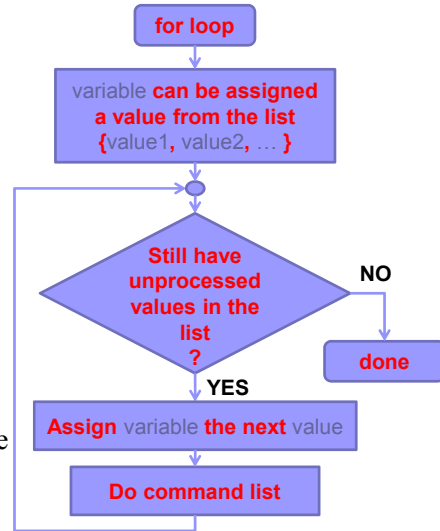 for loop
variable can be assigned
a value from the list
{value1, value2, … }
Still have
unprocessed
values in the
list
?
NO
done
YES
Assign variable the next value
e
Do command list